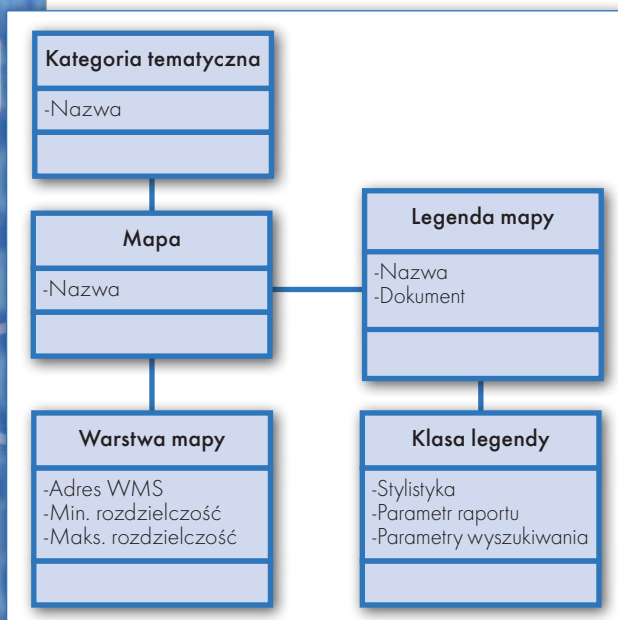 Kategoria tematyczna
-Nazwa
Mapa
-Nazwa
Legenda mapy
-Nazwa
-Dokument
Warstwa mapy
-Adres WMS
-Min. rozdzielczość
-Maks. rozdzielczość
Klasa legendy
-Stylistyka
-Parametr raportu
-Parametry wyszukiwania